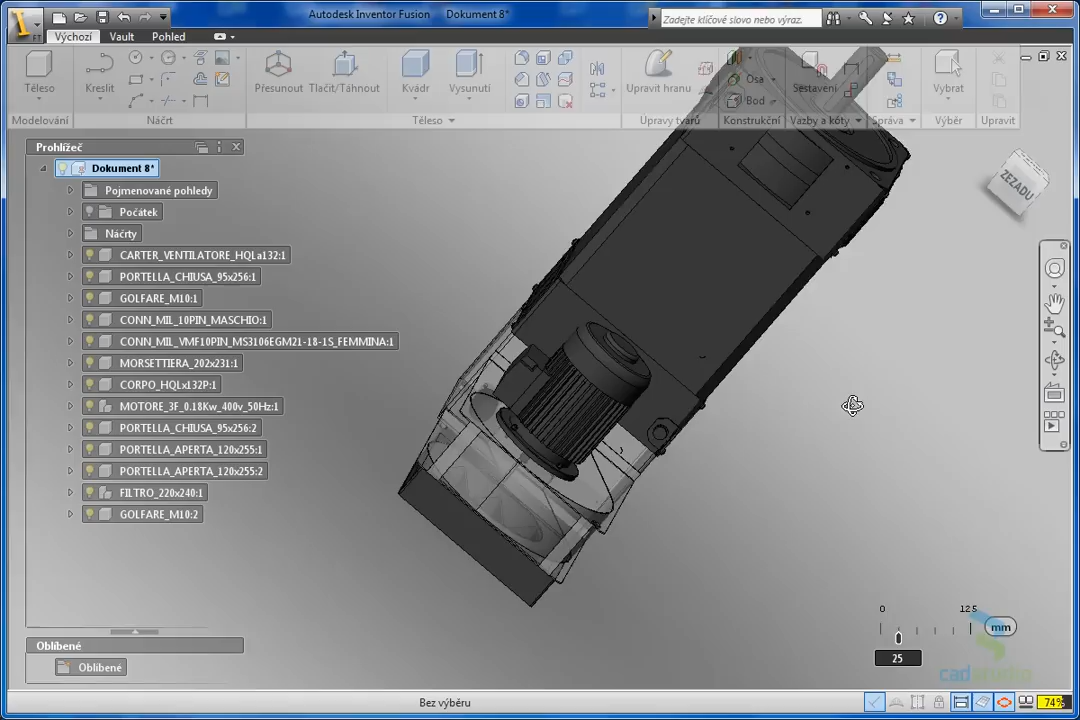 Autodesk Inventor Fusion Dokument 8*
Zadejte klíčové slovo nebo výraz.
FT
Výchozí Vault Pohled
Těleso Kreslit Přesunout Tlačit/Táhnout Kvádr Vysunutí Upravit hranu Osa Bod Sestavení Vybrat
Modelování Náčrt Těleso Úpravy tvarů Konstrukční Vazby a kóty Správa Výběr Upravit
Prohlížeč
Dokument 8*
Pojmenované pohledy
Počátek
Náčrty
CARTER_VENTILATORE_HQLa132:1
PORTELLA_CHIUSA_95x256:1
GOLFARE_M10:1
CONN_MIL_10PIN_MASCHIO:1
CONN_MIL_VMF10PIN_MS3106EGM21-18-1S_FEMMINA:1
MORSETTIERA_202x231:1
CORPO_HQLx132P:1
MOTORE_3F_0.18Kw_400v_50Hz:1
PORTELLA_CHIUSA_95x256:2
PORTELLA_APERTA_120x255:1
PORTELLA_APERTA_120x255:2
FILTRO_220x240:1
GOLFARE_M10:2
ZEZADU
0 125
mm
25
cadstudio
Oblíbené
Oblíbené
Bez výběru
74%